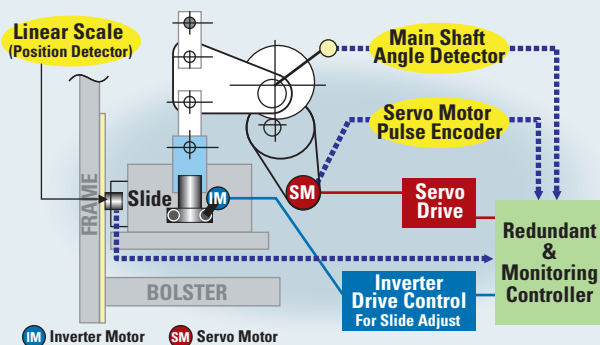 Linear Scale
(Position Detector)
Main Shaft
Angle Detector
Servo Motor
Pulse Encoder
FRAME
Slide
IM
SM
Servo
Drive
Redundant
&
Monitoring
Controller
Inverter
Drive Control
For Slide Adjust
BOLSTER
IM Inverter Motor
SM Servo Motor